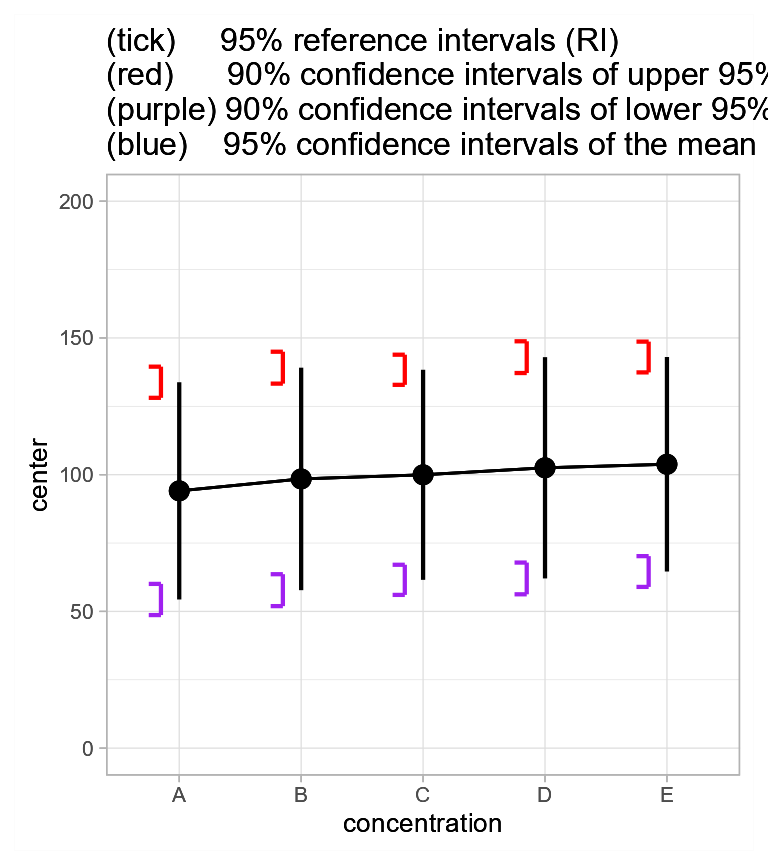 (tick) 95% reference intervals (RI)
(red) 90% confidence intervals of upper 95%
(purple) 90% confidence intervals of lower 95%
(blue) 95% confidence intervals of the mean
200
150
100
50
0
center
A B C D E
concentration